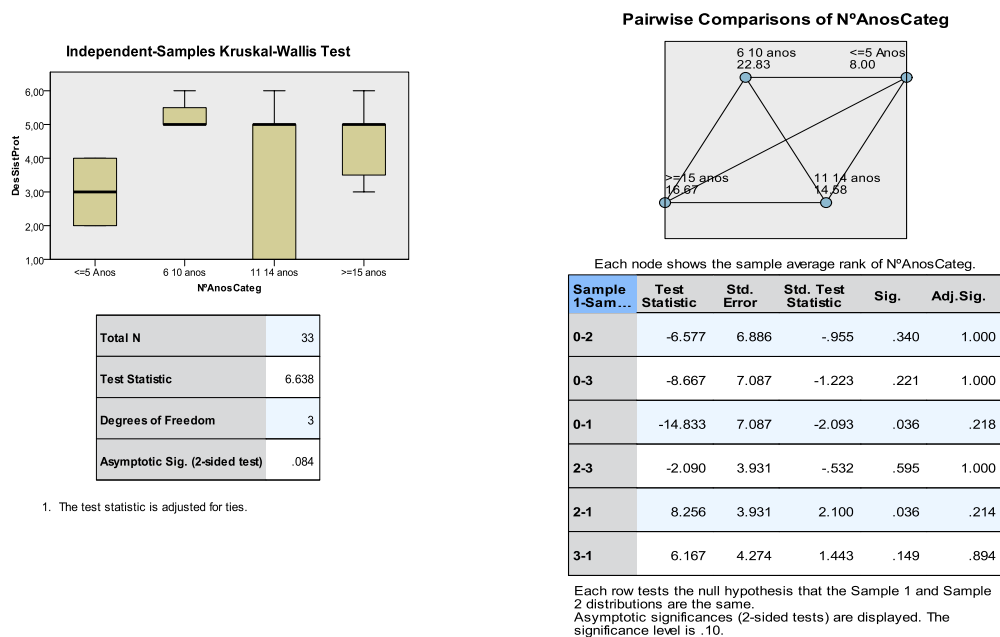 Independent-Samples Kruskal-Wallis Test
6,00
5,00
4,00
3,00
2,00
1,00
DesSistProt
<=5 Anos
6 10 anos
11 14 anos
>=15 anos
NºAnosCateg
Total N 33
Test Statistic 6.638
Degrees of Freedom 3
Asymptotic Sig. (2-sided test) .084
1. The test statistic is adjusted for ties.
Pairwise Comparisons of NºAnosCateg
6 10 anos
22.83
<=5 Anos
8.00
>=15 anos
16.67
11 14 anos
14.58
Each node shows the sample average rank of NºAnosCateg.
Sample 1-Sam... Test Statistic Std. Error Std. Test Statistic Sig. Adj.Sig.
0-2 -6.577 6.886 -.955 .340 1.000
0-3 -8.667 7.087 -1.223 .221 1.000
0-1 -14.833 7.087 -2.093 .036 .218
2-3 -2.090 3.931 -.532 .595 1.000
2-1 8.256 3.931 2.100 .036 .214
3-1 6.167 4.274 1.443 .149 .894
Each row tests the null hypothesis that the Sample 1 and Sample
2 distributions are the same.
Asymptotic significances (2-sided tests) are displayed. The
significance level is .10.